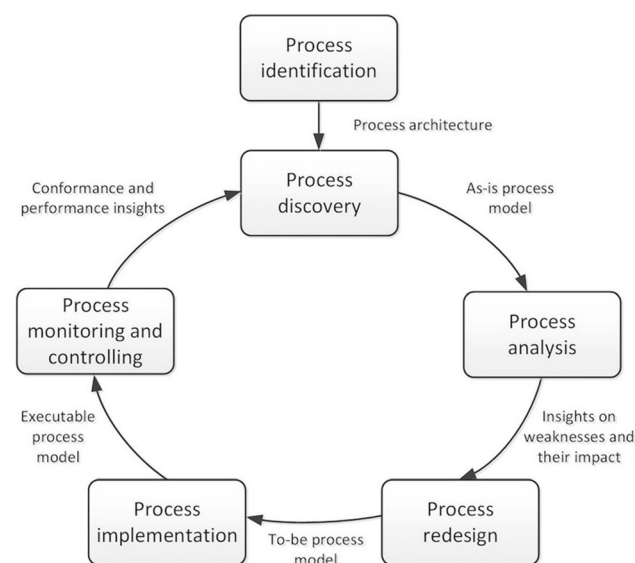 Process
identification
Process architecture
Process
discovery
As-is process
model
Process
analysis
Insights on
weaknesses and
their impact
Process
redesign
To-be process
model
Process
implementation
Executable
process
model
Process
monitoring and
controlling
Conformance and
performance insights